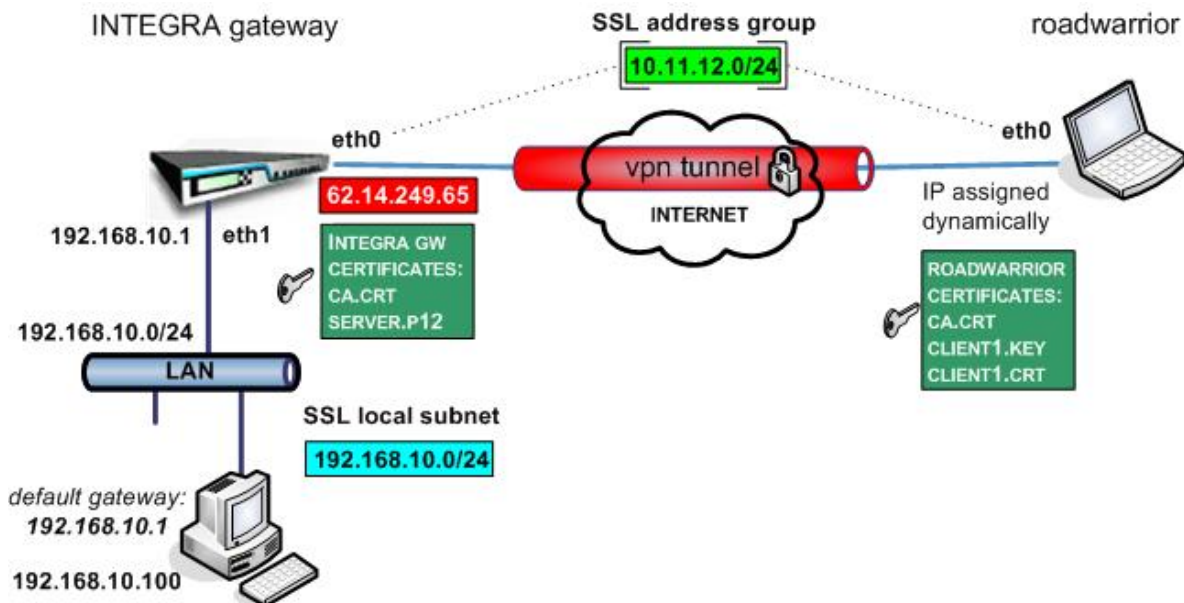 INTEGRA gateway
SSL address group
roadwarrior
10.11.12.0/24
eth0
eth0
vpn tunnel
INTERNET
62.14.249.65
IP assigned
dynamically
192.168.10.1
eth1
INTEGRA GW
CERTIFICATES:
CA.CRT
SERVER.P12
ROADWARRIOR
CERTIFICATES:
CA.CRT
CLIENT1.KEY
CLIENT1.CRT
192.168.10.0/24
LAN
SSL local subnet
192.168.10.0/24
default gateway:
192.168.10.1
192.168.10.100